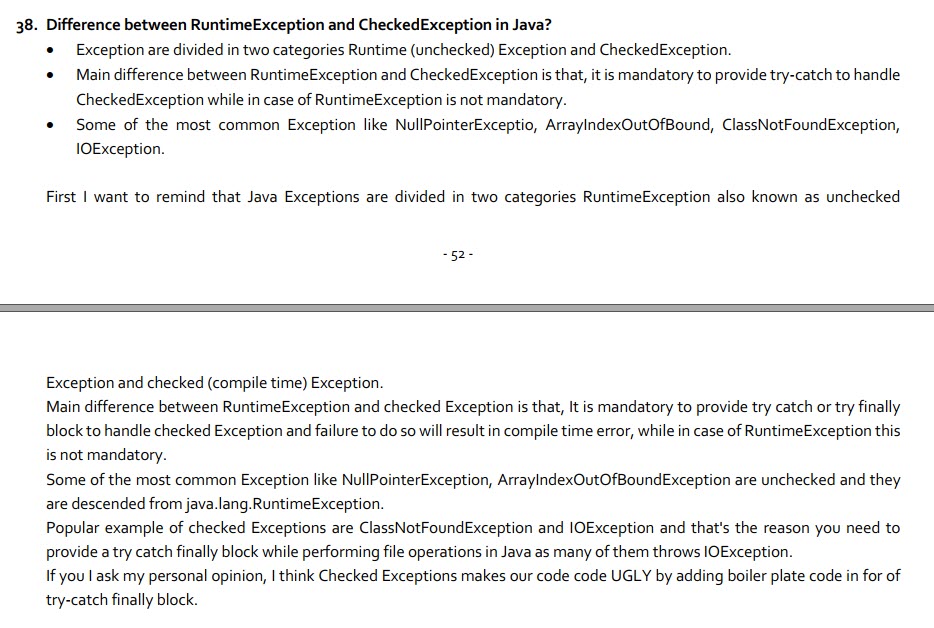 38. Difference between RuntimeException and CheckedException in Java?
• Exception are divided in two categories Runtime (unchecked) Exception and CheckedException.
• Main difference between RuntimeException and CheckedException is that, it is mandatory to provide try-catch to handle
CheckedException while in case of RuntimeException is not mandatory.
• Some of the most common Exception like NullPointerExceptio, ArrayIndexOutOfBound, ClassNotFoundException,
IOException.
First I want to remind that Java Exceptions are divided in two categories RuntimeException also known as unchecked
- 52 -
Exception and checked (compile time) Exception.
Main difference between RuntimeException and checked Exception is that, It is mandatory to provide try catch or try finally
block to handle checked Exception and failure to do so will result in compile time error, while in case of RuntimeException this
is not mandatory.
Some of the most common Exception like NullPointerException, ArrayIndexOutOfBoundException are unchecked and they
are descended from java.lang.RuntimeException.
Popular example of checked Exceptions are ClassNotFoundException and IOException and that's the reason you need to
provide a try catch finally block while performing file operations in Java as many of them throws IOException.
If you I ask my personal opinion, I think Checked Exceptions makes our code code UGLY by adding boiler plate code in for of
try-catch finally block.